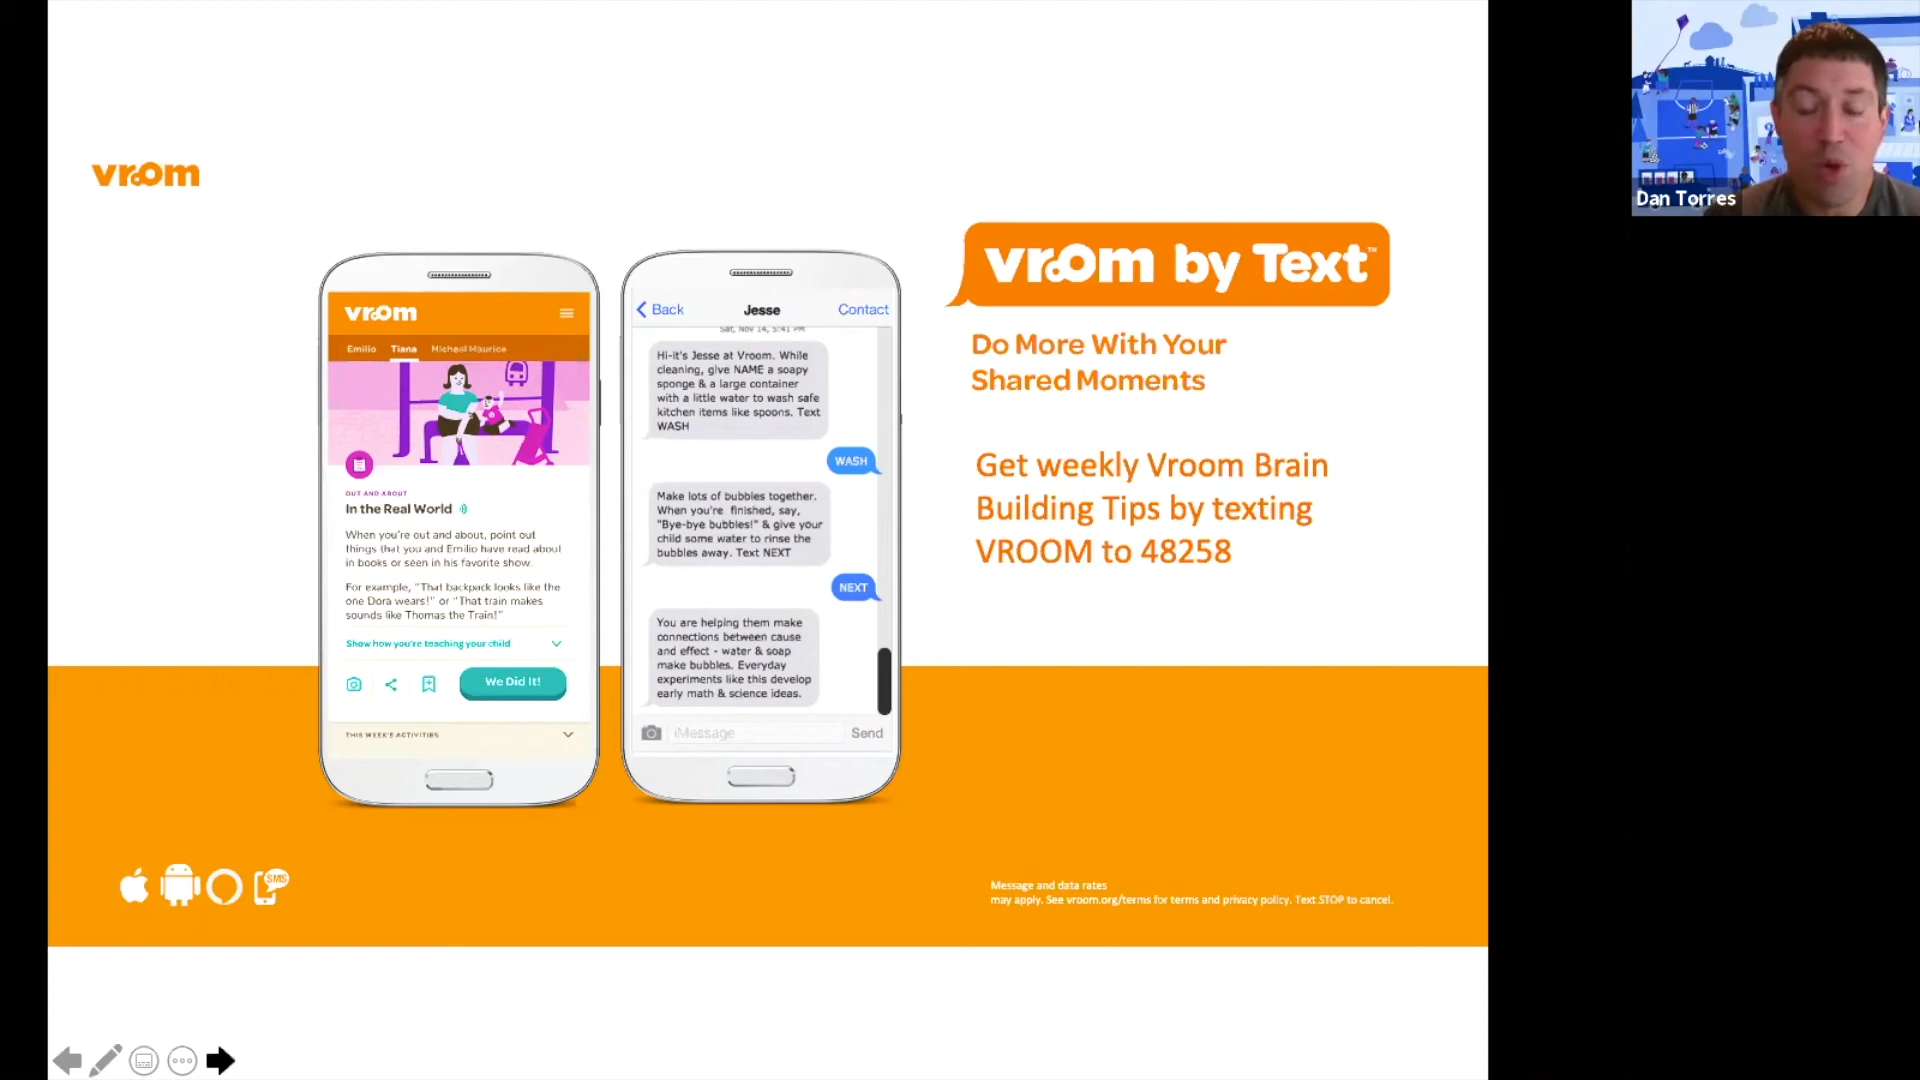 vroom
vroom
Emilio Tiana Micheal Maurice
OUT AND ABOUT
In the Real World
When you're out and about, point out
things that you and Emilio have read about
in books or seen in his favorite show.
For example, "That backpack looks like the
one Dora wears!" or "That train makes
sounds like Thomas the Train!"
Show how you're teaching your child
We Did It!
THIS WEEK'S ACTIVITIES
Back Jesse Contact
Sat, Nov 14, 5:41 PM
Hi-it's Jesse at Vroom. While
cleaning, give NAME a soapy
sponge & a large container
with a little water to wash safe
kitchen items like spoons. Text
WASH
WASH
Make lots of bubbles together.
When you're finished, say,
"Bye-bye bubbles!" & give your
child some water to rinse the
bubbles away. Text NEXT
NEXT
You are helping them make
connections between cause
and effect - water & soap
make bubbles. Everyday
experiments like this develop
early math & science ideas.
iMessage Send
vroom by Text™
Do More With Your
Shared Moments
Get weekly Vroom Brain
Building Tips by texting
VROOM to 48258
SMS
Message and data rates
may apply. See vroom.org/terms for terms and privacy policy. Text STOP to cancel.
Dan Torres